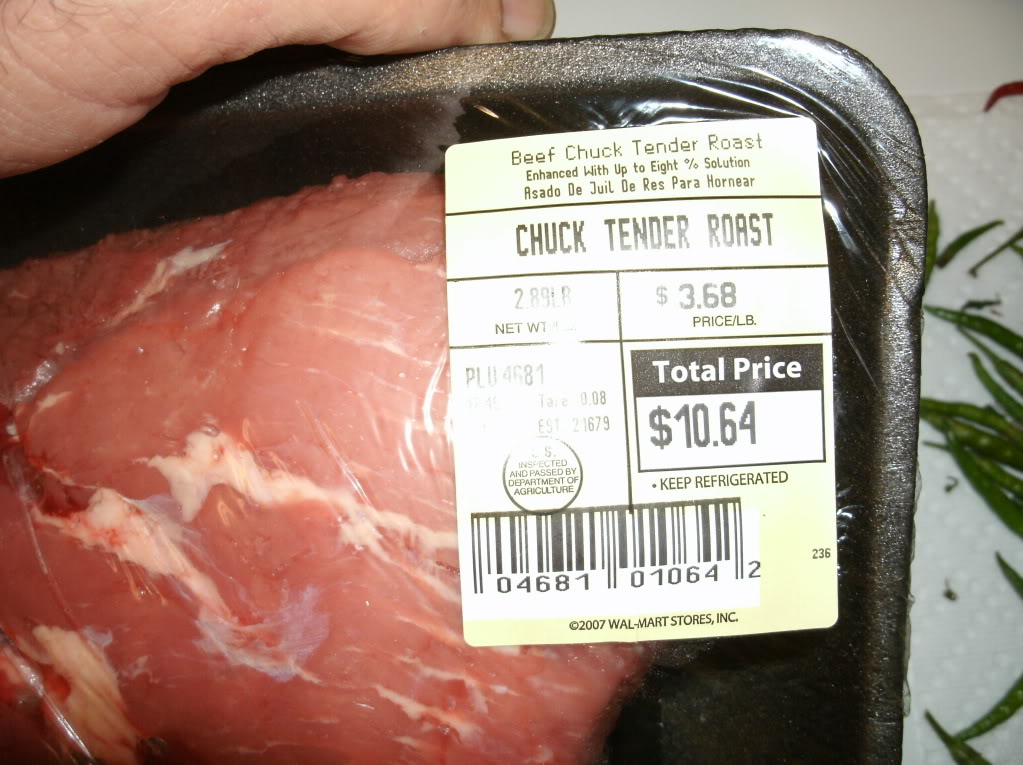 Beef Chuck Tender Roast
Enhanced With Up to Eight % Solution
Asado De Juil De Res Para Hornear
CHUCK TENDER ROAST
2.89LB
NET WT
$ 3.68
PRICE/LB.
PLU 4681
Tare 0.08
EST 21679
U.S.
INSPECTED
AND PASSED BY
DEPARTMENT OF
AGRICULTURE
Total Price
$10.64
• KEEP REFRIGERATED
04681 01064 2
236
©2007 WAL-MART STORES, INC.